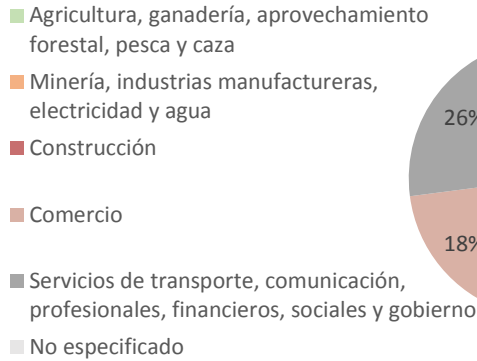 Agricultura, ganadería, aprovechamiento
forestal, pesca y caza
Minería, industrias manufactureras,
electricidad y agua
Construcción
Comercio
Servicios de transporte, comunicación,
profesionales, financieros, sociales y gobierno
No especificado
26%
18%